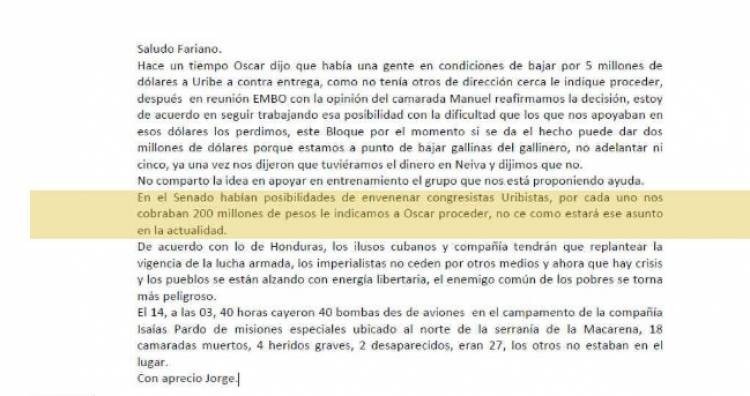 Saludo Fariano.
Hace un tiempo Oscar dijo que había una gente en condiciones de bajar por 5 millones de
dólares a Uribe a contra entrega, como no tenía otros de dirección cerca le indique proceder,
después en reunión EMBO con la opinión del camarada Manuel reafirmamos la decisión, estoy
de acuerdo en seguir trabajando esa posibilidad con la dificultad que los que nos apoyaban en
esos dólares los perdimos, este Bloque por el momento si se da el hecho puede dar dos
millones de dólares porque estamos a punto de bajar gallinas del gallinero, no adelantar ni
cinco, ya una vez nos dijeron que tuviéramos el dinero en Neiva y dijimos que no.
No comparto la idea en apoyar en entrenamiento el grupo que nos está proponiendo ayuda.
En el Senado habían posibilidades de envenenar congresistas Uribistas, por cada uno nos
cobraban 200 millones de pesos le indicamos a Oscar proceder, no ce como estará ese asunto
en la actualidad.
De acuerdo con lo de Honduras, los ilusos cubanos y compañía tendrán que replantear la
vigencia de la lucha armada, los imperialistas no ceden por otros medios y ahora que hay crisis
y los pueblos se están alzando con energía libertaria, el enemigo común de los pobres se torna
más peligroso.
El 14, a las 03, 40 horas cayeron 40 bombas des de aviones en el campamento de la compañía
Isaías Pardo de misiones especiales ubicado al norte de la serranía de la Macarena, 18
camaradas muertos, 4 heridos graves, 2 desaparecidos, eran 27, los otros no estaban en el
lugar.
Con aprecio Jorge.